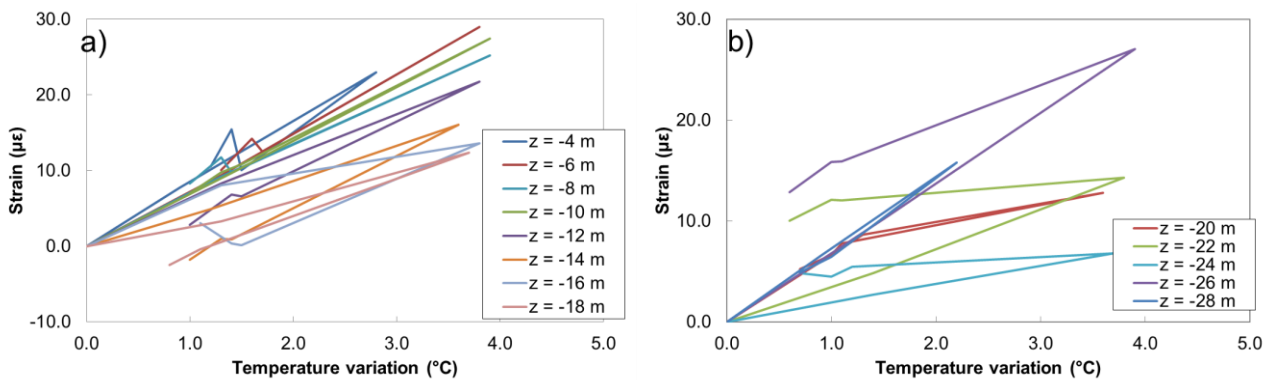 a)
30.0
20.0
10.0
0.0
-10.0
Strain (με)
0.0 1.0 2.0 3.0 4.0 5.0
Temperature variation (°C)
z = -4 m
z = -6 m
z = -8 m
z = -10 m
z = -12 m
z = -14 m
z = -16 m
z = -18 m
b)
30.0
20.0
10.0
0.0
Strain (με)
0.0 1.0 2.0 3.0 4.0 5.0
Temperature variation (°C)
z = -20 m
z = -22 m
z = -24 m
z = -26 m
z = -28 m